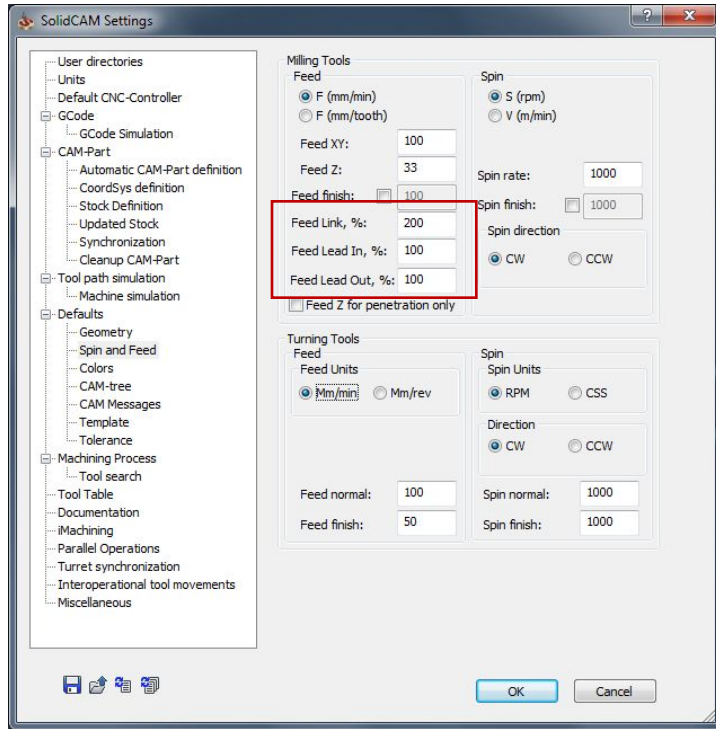 SolidCAM Settings
?
User directories
Units
Default CNC-Controller
GCode
GCode Simulation
CAM-Part
Automatic CAM-Part definition
CoordSys definition
Stock Definition
Updated Stock
Synchronization
Cleanup CAM-Part
Tool path simulation
Machine simulation
Defaults
Geometry
Spin and Feed
Colors
CAM-tree
CAM Messages
Template
Tolerance
Machining Process
Tool search
Tool Table
Documentation
iMachining
Parallel Operations
Turret synchronization
Interoperational tool movements
Miscellaneous
Milling Tools
Feed
F (mm/min)
F (mm/tooth)
Feed XY: 100
Feed Z: 33
Feed finish: 100
Feed Link, %: 200
Feed Lead In, %: 100
Feed Lead Out, %: 100
Feed Z for penetration only
Spin
S (rpm)
V (m/min)
Spin rate: 1000
Spin finish: 1000
Spin direction
CW CCW
Turning Tools
Feed
Feed Units
Mm/min Mm/rev
Feed normal: 100
Feed finish: 50
Spin
Spin Units
RPM CSS
Direction
CW CCW
Spin normal: 1000
Spin finish: 1000
OK Cancel